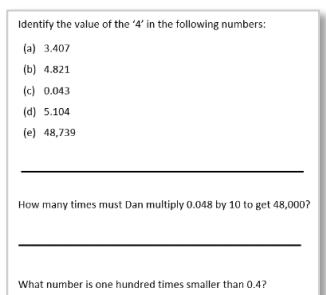 Identify the value of the ‘4’ in the following numbers:
(a) 3.407
(b) 4.821
(c) 0.043
(d) 5.104
(e) 48,739
How many times must Dan multiply 0.048 by 10 to get 48,000?
What number is one hundred times smaller than 0.4?